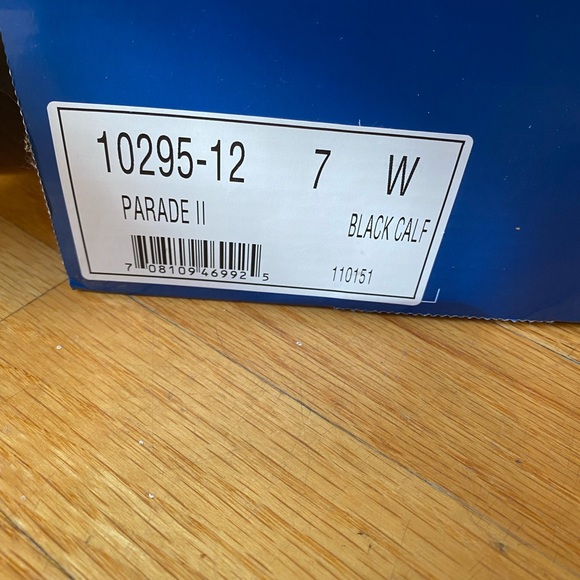 10295-12 7 W
PARADE II BLACK CALF
7 08109 46992 5 110151